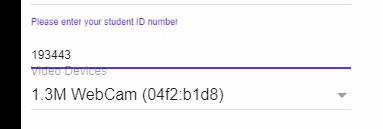 Please enter your student ID number
193443
Video Devices
1.3M WebCam (04f2:b1d8)